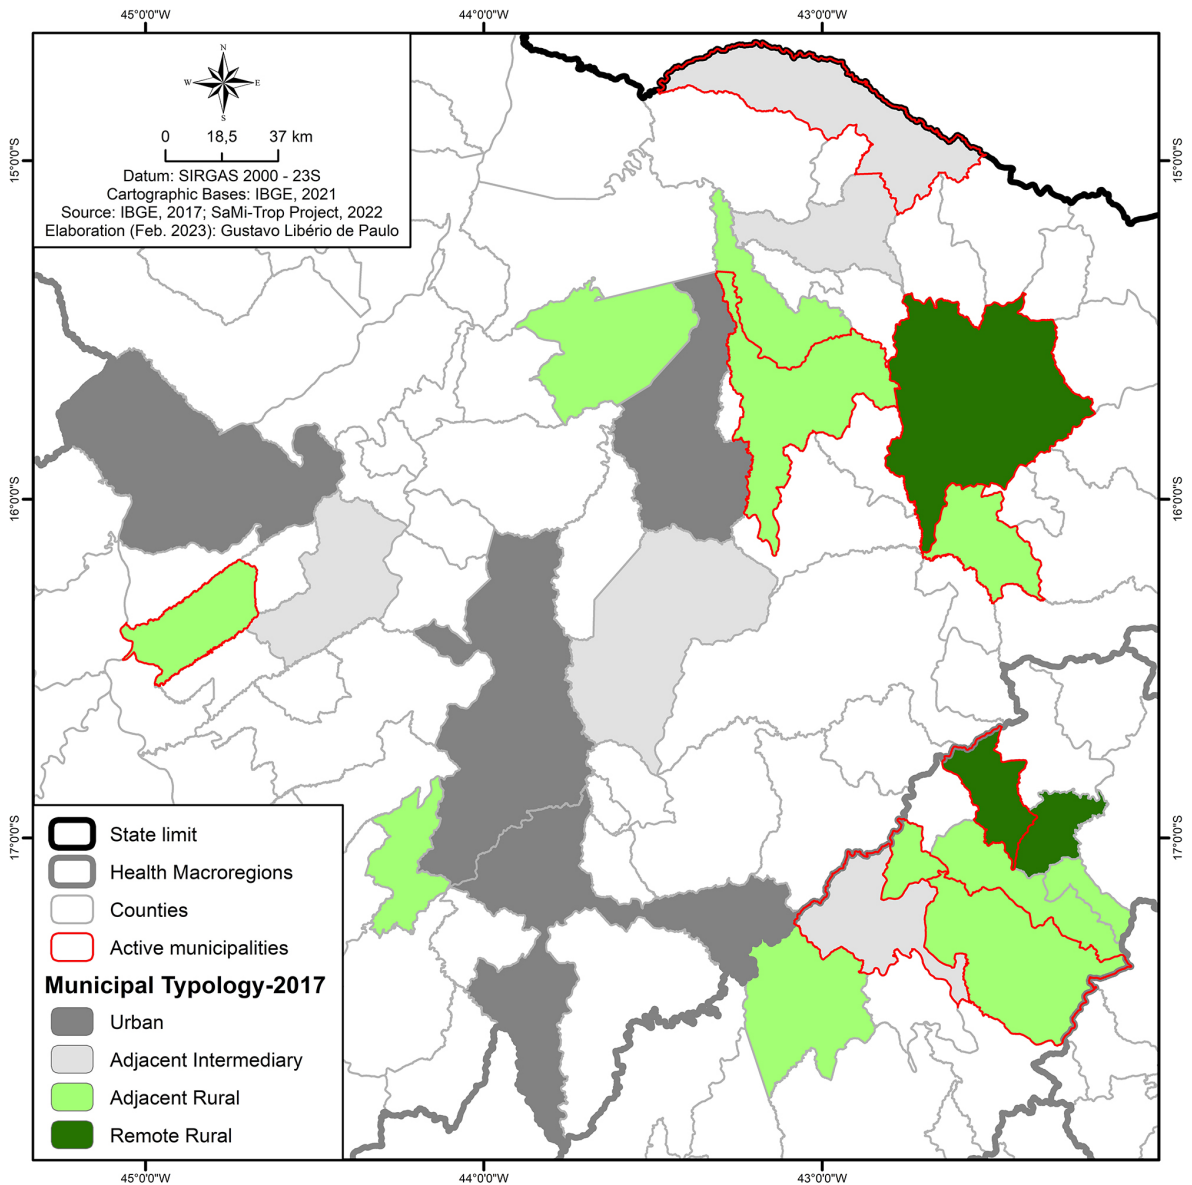 45°0'0"W 44°0'0"W 43°0'0"W
N
W E
S
0 18,5 37 km
Datum: SIRGAS 2000 - 23S
Cartographic Bases: IBGE, 2021
Source: IBGE, 2017; SaMi-Trop Project, 2022
Elaboration (Feb. 2023): Gustavo Libério de Paulo
15°0'0"S 15°0'0"S
16°0'0"S 16°0'0"S
17°0'0"S 17°0'0"S
State limit
Health Macroregions
Counties
Active municipalities
Municipal Typology-2017
Urban
Adjacent Intermediary
Adjacent Rural
Remote Rural
45°0'0"W 44°0'0"W 43°0'0"W